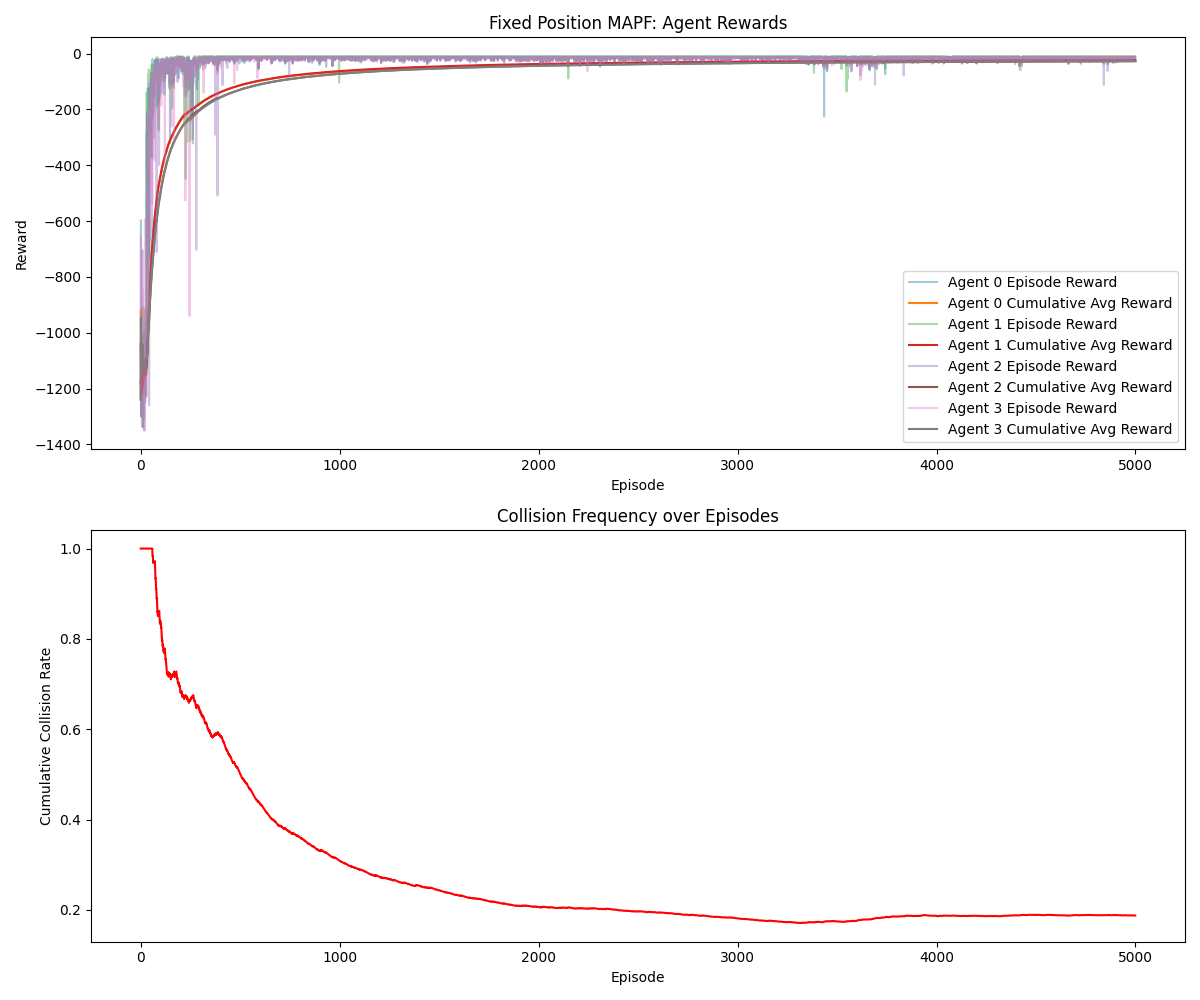 Fixed Position MAPF: Agent Rewards
0
−200
−400
−600
−800
−1000
−1200
−1400
Reward
Agent 0 Episode Reward
Agent 0 Cumulative Avg Reward
Agent 1 Episode Reward
Agent 1 Cumulative Avg Reward
Agent 2 Episode Reward
Agent 2 Cumulative Avg Reward
Agent 3 Episode Reward
Agent 3 Cumulative Avg Reward
0 1000 2000 3000 4000 5000
Episode
Collision Frequency over Episodes
1.0
0.8
0.6
0.4
0.2
Cumulative Collision Rate
0 1000 2000 3000 4000 5000
Episode